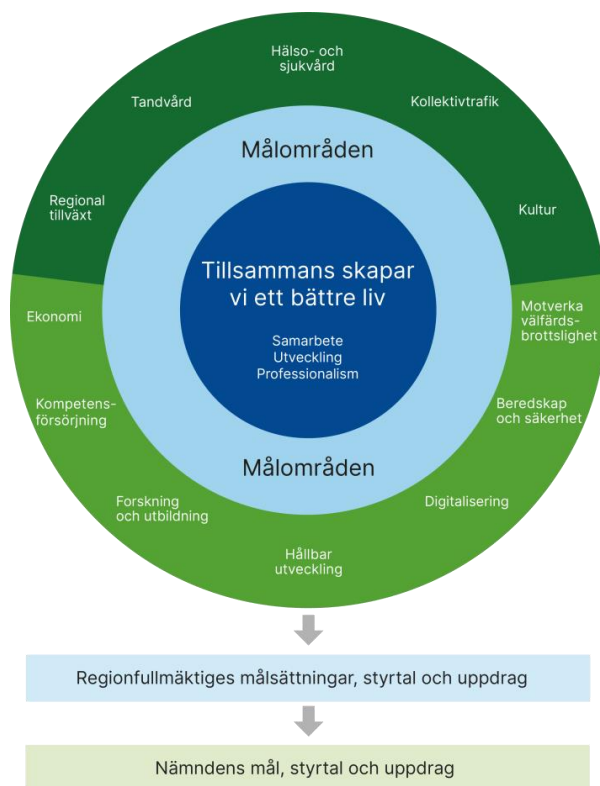 Hälso- och
sjukvård
Tandvård
Kollektivtrafik
Målområden
Regional
tillväxt
Kultur
Tillsammans skapar
vi ett bättre liv
Samarbete
Utveckling
Professionalism
Ekonomi
Motverka
välfärds-
brottslighet
Kompetens-
försörjning
Beredskap
och säkerhet
Målområden
Forskning
och utbildning
Digitalisering
Hållbar
utveckling
Regionfullmäktiges målsättningar, styrtal och uppdrag
Nämndens mål, styrtal och uppdrag